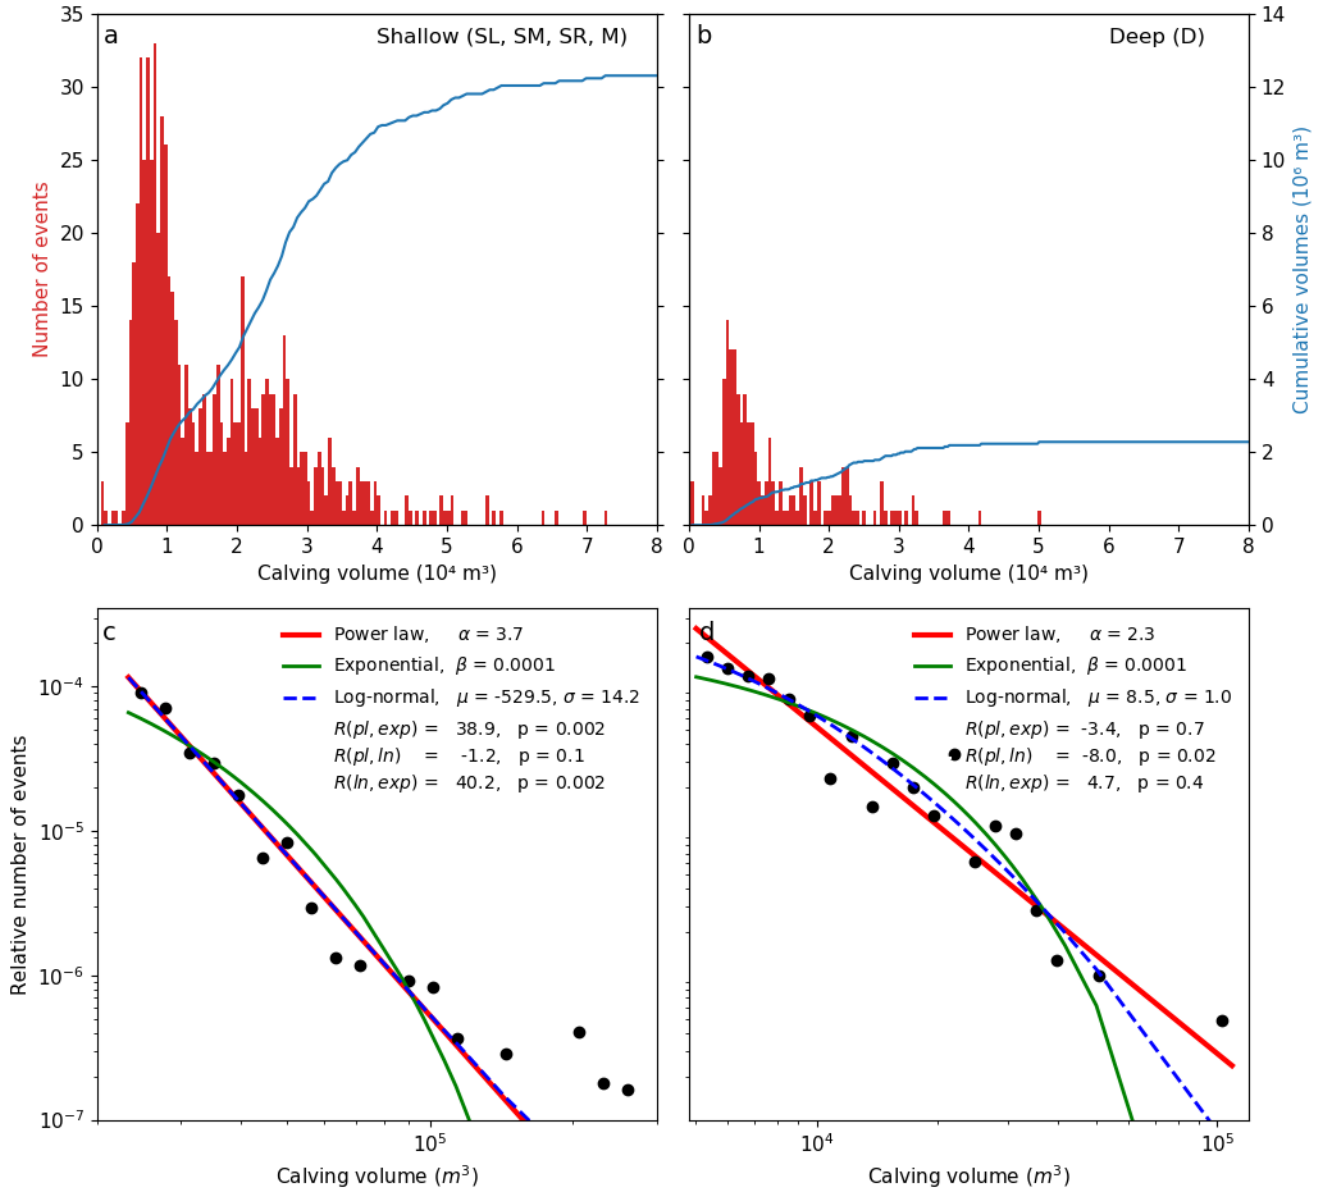 35
30
25
20
15
10
5
0
Number of events
a
Shallow (SL, SM, SR, M)
0 1 2 3 4 5 6 7 8
Calving volume (10⁴ m³)
b
Deep (D)
14
12
10
8
6
4
2
0
Cumulative volumes (10⁶ m³)
0 1 2 3 4 5 6 7 8
Calving volume (10⁴ m³)
c
Power law, α = 3.7
Exponential, β = 0.0001
Log-normal, μ = -529.5, σ = 14.2
R(pl, exp) = 38.9, p = 0.002
R(pl, ln) = -1.2, p = 0.1
R(ln, exp) = 40.2, p = 0.002
10⁻⁴
10⁻⁵
10⁻⁶
10⁻⁷
Relative number of events
10⁵
Calving volume (m³)
d
Power law, α = 2.3
Exponential, β = 0.0001
Log-normal, μ = 8.5, σ = 1.0
R(pl, exp) = -3.4, p = 0.7
R(pl, ln) = -8.0, p = 0.02
R(ln, exp) = 4.7, p = 0.4
10⁴ 10⁵
Calving volume (m³)